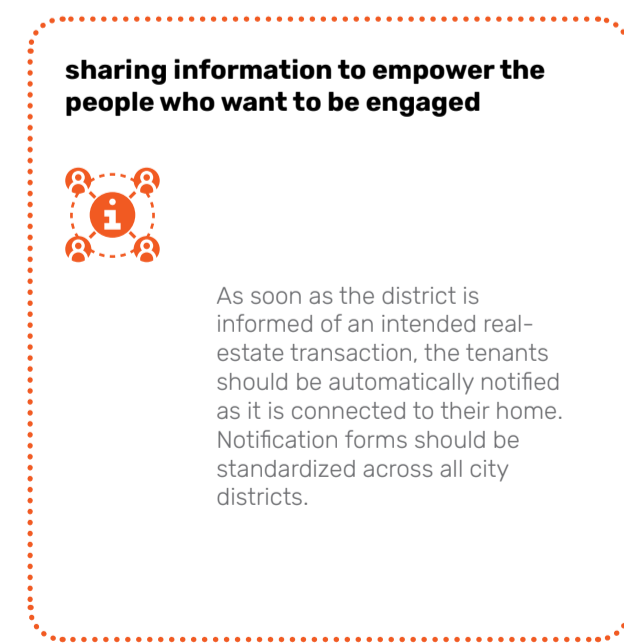 sharing information to empower the
people who want to be engaged
i
As soon as the district is
informed of an intended real-
estate transaction, the tenants
should be automatically notified
as it is connected to their home.
Notification forms should be
standardized across all city
districts.